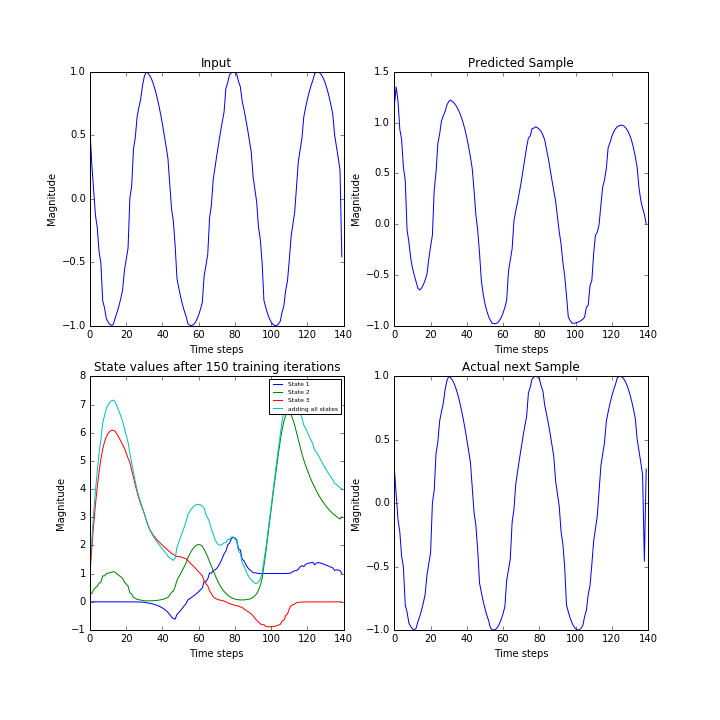 Input
Magnitude
1.0
0.5
0.0
−0.5
−1.0
0 20 40 60 80 100 120 140
Time steps
Predicted Sample
Magnitude
1.5
1.0
0.5
0.0
−0.5
−1.0
0 20 40 60 80 100 120 140
Time steps
State values after 150 training iterations
Magnitude
8
7
6
5
4
3
2
1
0
−1
State 1
State 2
State 3
adding all states
0 20 40 60 80 100 120 140
Time steps
Actual next Sample
Magnitude
1.0
0.5
0.0
−0.5
−1.0
0 20 40 60 80 100 120 140
Time steps